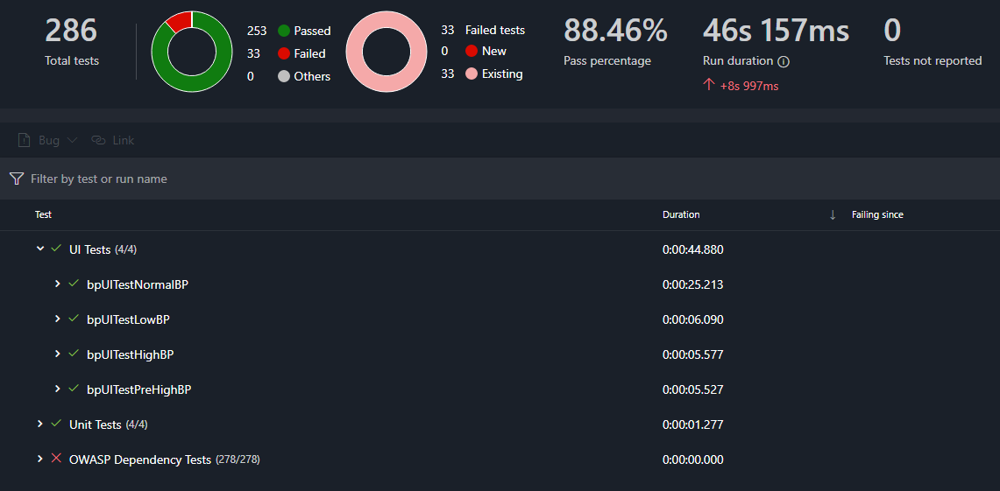 286
Total tests
253 Passed
33 Failed
0 Others
33 Failed tests
0 New
33 Existing
88.46%
Pass percentage
46s 157ms
Run duration
+8s 997ms
0
Tests not reported
Bug Link
Filter by test or run name
Test Duration Failing since
UI Tests (4/4) 0:00:44.880
bpUITestNormalBP 0:00:25.213
bpUITestLowBP 0:00:06.090
bpUITestHighBP 0:00:05.577
bpUITestPreHighBP 0:00:05.527
Unit Tests (4/4) 0:00:01.277
OWASP Dependency Tests (278/278) 0:00:00.000